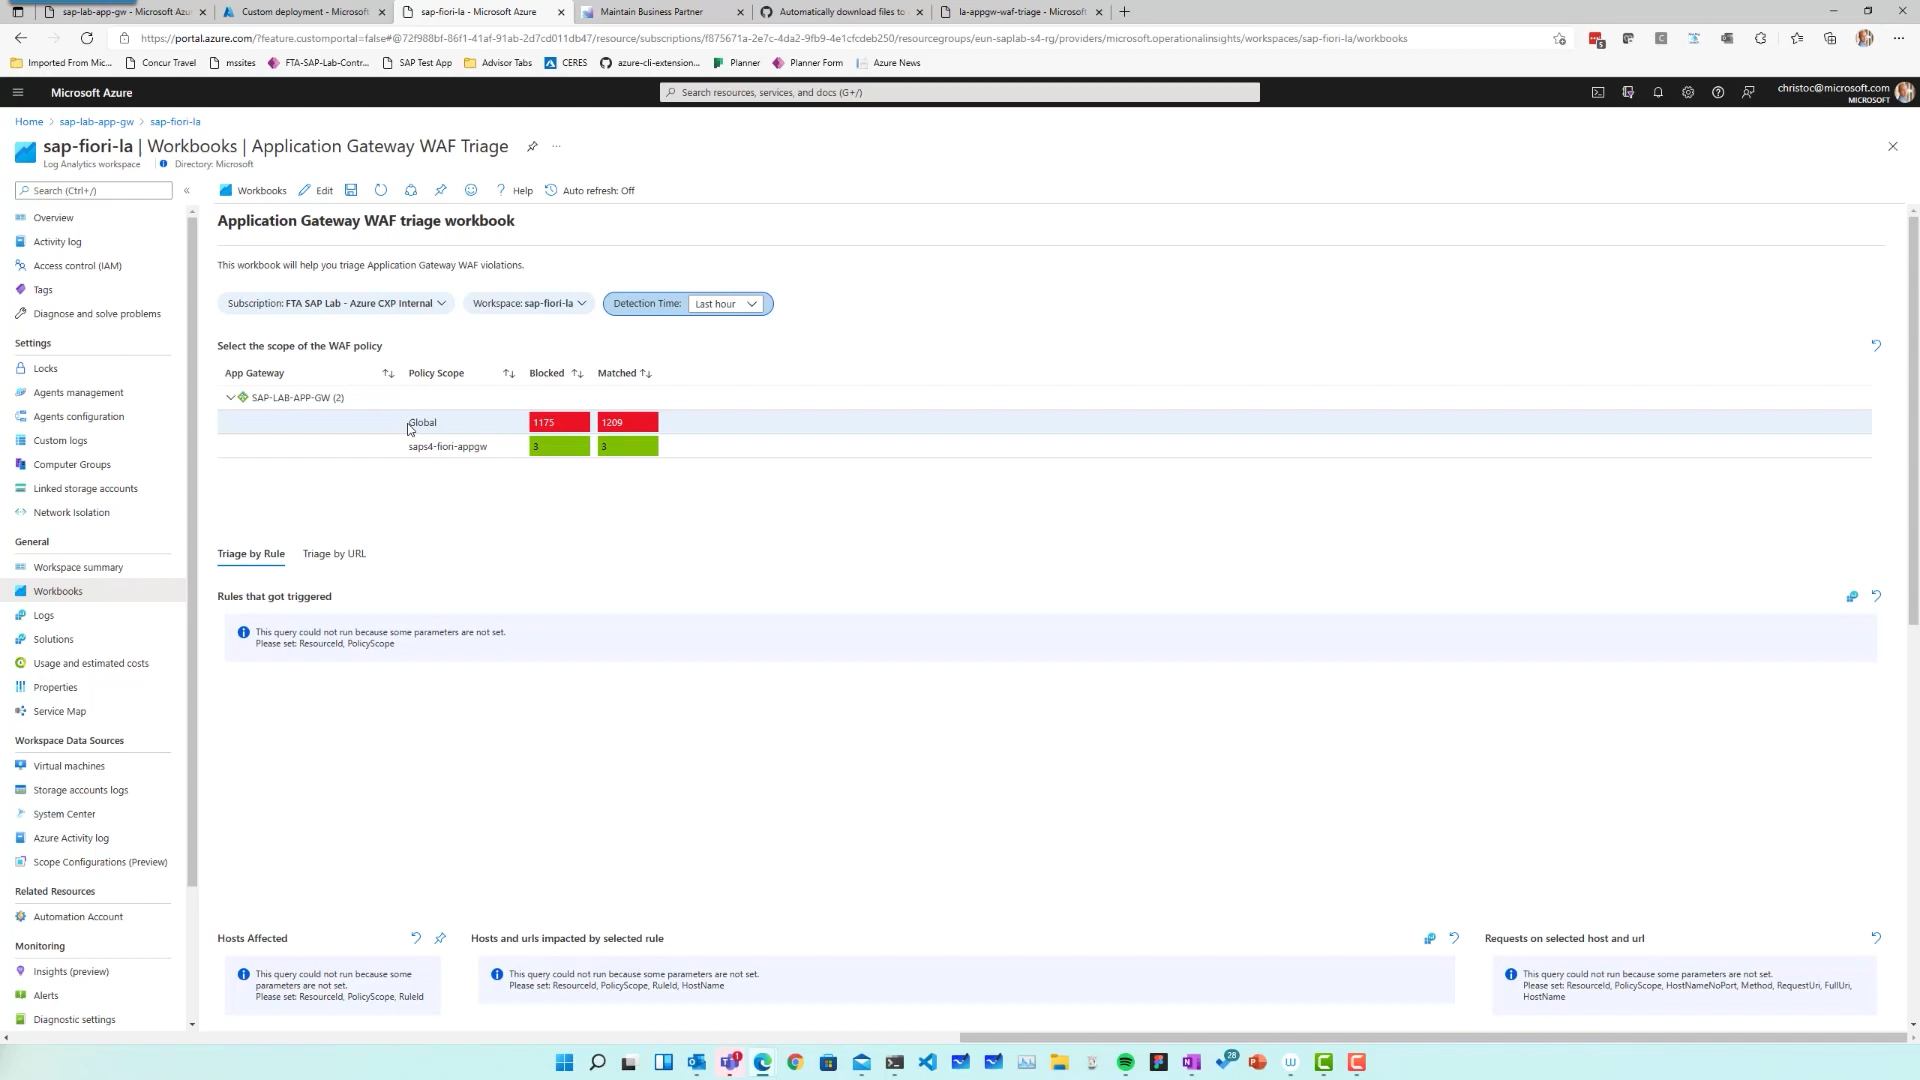 sap-lab-app-gw - Microsoft Azu
Custom deployment - Microsoft
sap-fiori-la - Microsoft Azure
Maintain Business Partner
Automatically download files to
la-appgw-waf-triage - Microsoft
https://portal.azure.com/?feature.customportal=false#@72f988bf-86f1-41af-91ab-2d7cd011db47/resource/subscriptions/f875671a-2e7c-4da2-9fb9-4e1cfcdeb250/resourcegroups/eun-saplab-s4-rg/providers/microsoft.operationalinsights/workspaces/sap-fiori-la/workbooks
Imported From Mic...
Concur Travel
mssites
FTA-SAP-Lab-Contr...
SAP Test App
Advisor Tabs
CERES
azure-cli-extension...
Planner
Planner Form
Azure News
Microsoft Azure
Search resources, services, and docs (G+/)
christoc@microsoft.com
MICROSOFT
Home > sap-lab-app-gw > sap-fiori-la
sap-fiori-la | Workbooks | Application Gateway WAF Triage
Log Analytics workspace
Directory: Microsoft
Search (Ctrl+/)
Workbooks
Edit
Help
Auto refresh: Off
Overview
Activity log
Access control (IAM)
Tags
Diagnose and solve problems
Settings
Locks
Agents management
Agents configuration
Custom logs
Computer Groups
Linked storage accounts
Network Isolation
General
Workspace summary
Workbooks
Logs
Solutions
Usage and estimated costs
Properties
Service Map
Workspace Data Sources
Virtual machines
Storage accounts logs
System Center
Azure Activity log
Scope Configurations (Preview)
Related Resources
Automation Account
Monitoring
Insights (preview)
Alerts
Diagnostic settings
Application Gateway WAF triage workbook
This workbook will help you triage Application Gateway WAF violations.
Subscription: FTA SAP Lab - Azure CXP Internal
Workspace: sap-fiori-la
Detection Time: Last hour
Select the scope of the WAF policy
App Gateway
Policy Scope
Blocked
Matched
SAP-LAB-APP-GW (2)
Global
1175
1209
saps4-fiori-appgw
3
3
Triage by Rule
Triage by URL
Rules that got triggered
This query could not run because some parameters are not set.
Please set: ResourceId, PolicyScope
Hosts Affected
This query could not run because some
parameters are not set.
Please set: ResourceId, PolicyScope, RuleId
Hosts and urls impacted by selected rule
This query could not run because some parameters are not set.
Please set: ResourceId, PolicyScope, RuleId, HostName
Requests on selected host and url
This query could not run because some parameters are not set.
Please set: ResourceId, PolicyScope, HostNameNoPort, Method, RequestUri, FullUri,
HostName
5
1
28